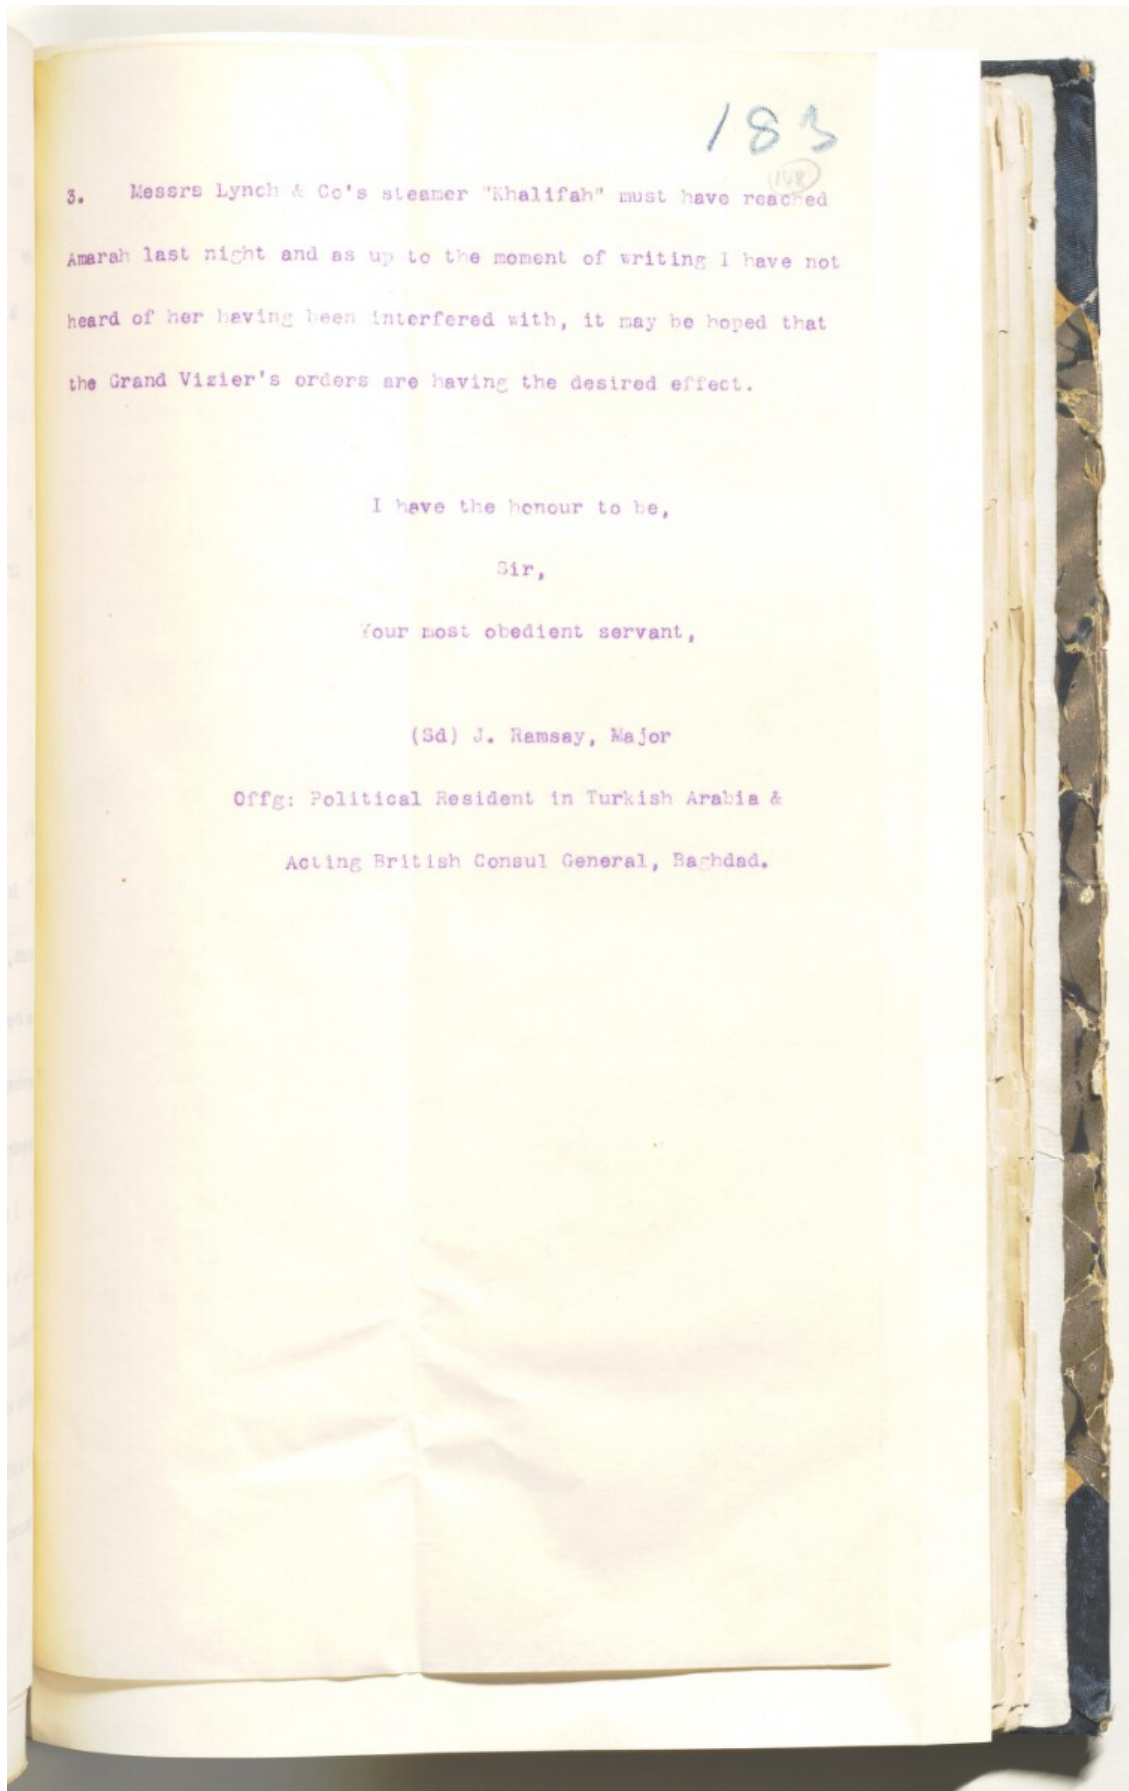 183
(148)
3. Messrs Lynch & Co's steamer "Khalifah" must have reached
Amarah last night and as up to the moment of writing I have not
heard of her having been interfered with, it may be hoped that
the Grand Vizier's orders are having the desired effect.
I have the honour to be,
Sir,
Your most obedient servant,
(Sd) J. Ramsay, Major
Offg: Political Resident in Turkish Arabia &
Acting British Consul General, Baghdad.